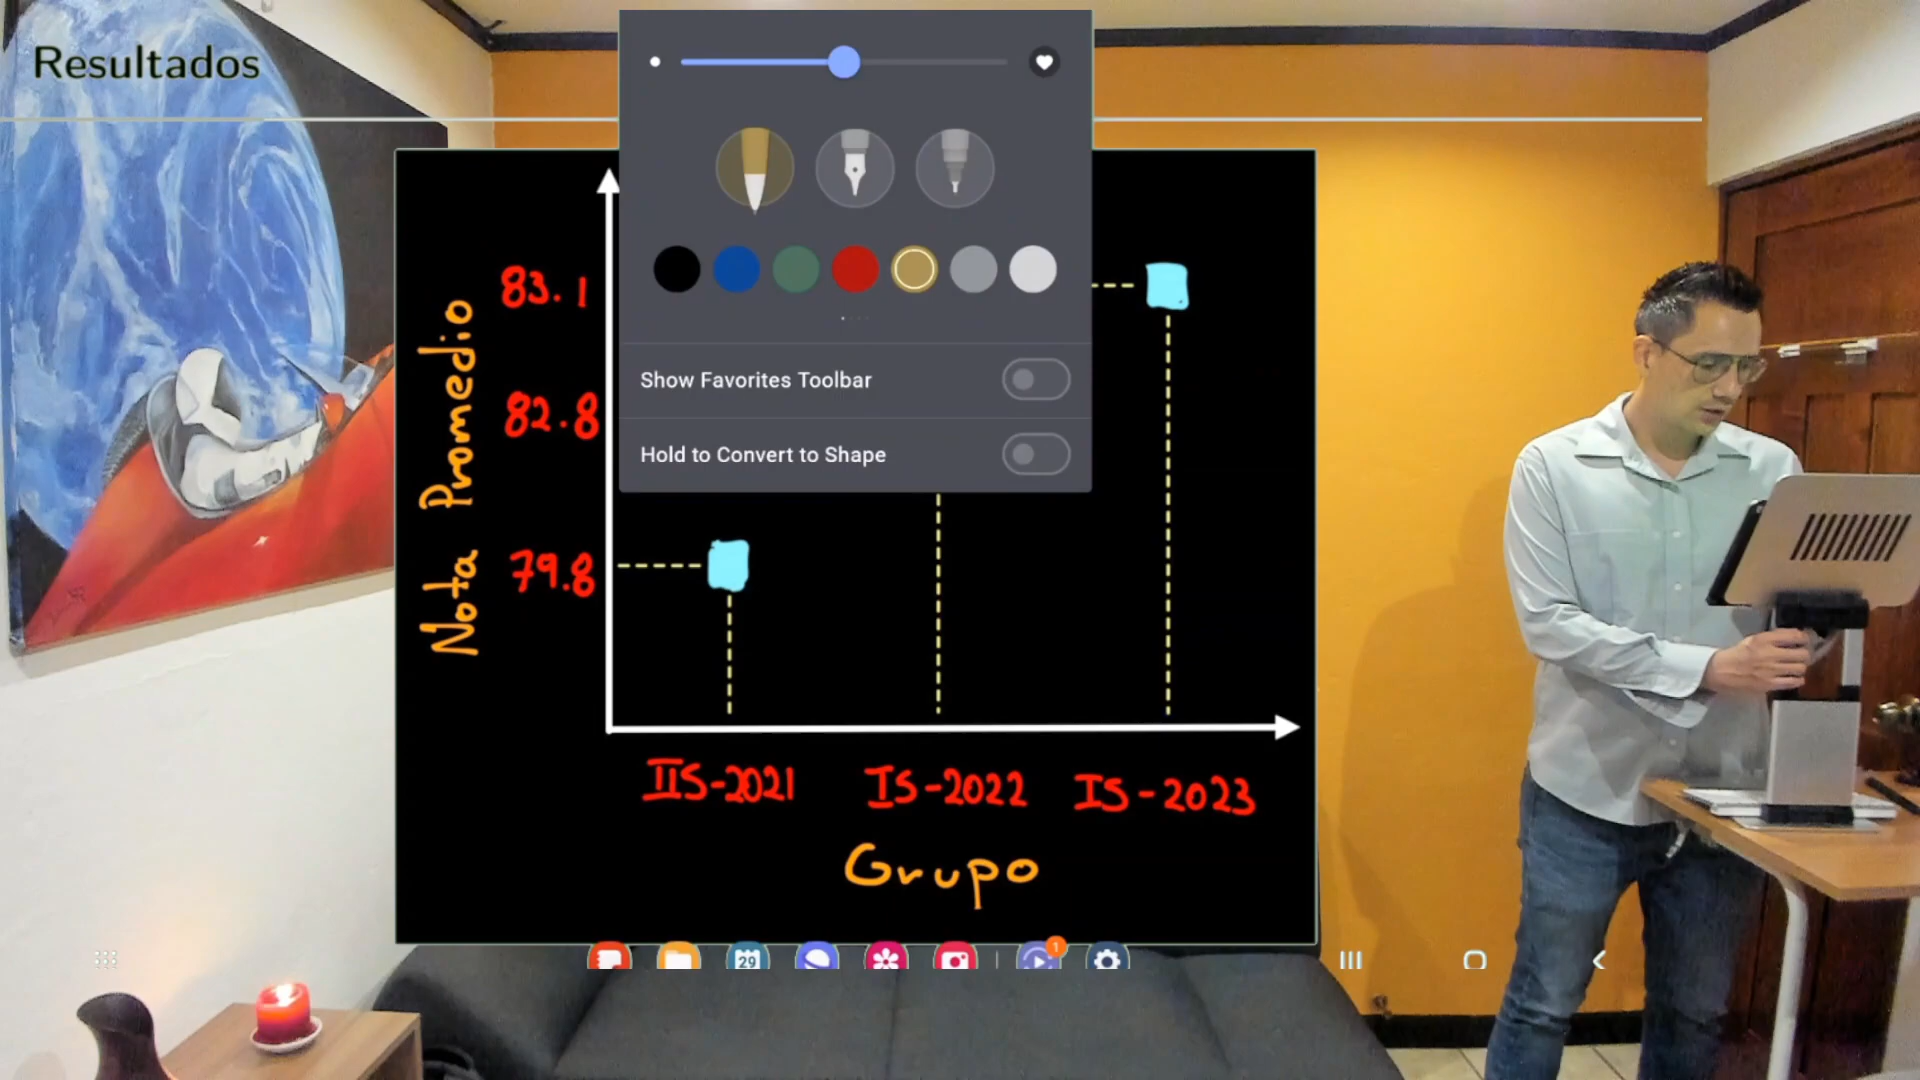 Resultados
Show Favorites Toolbar
Hold to Convert to Shape
Nota Promedio
83.1
82.8
79.8
IIS-2021
IS-2022
IS-2023
Grupo
29
1